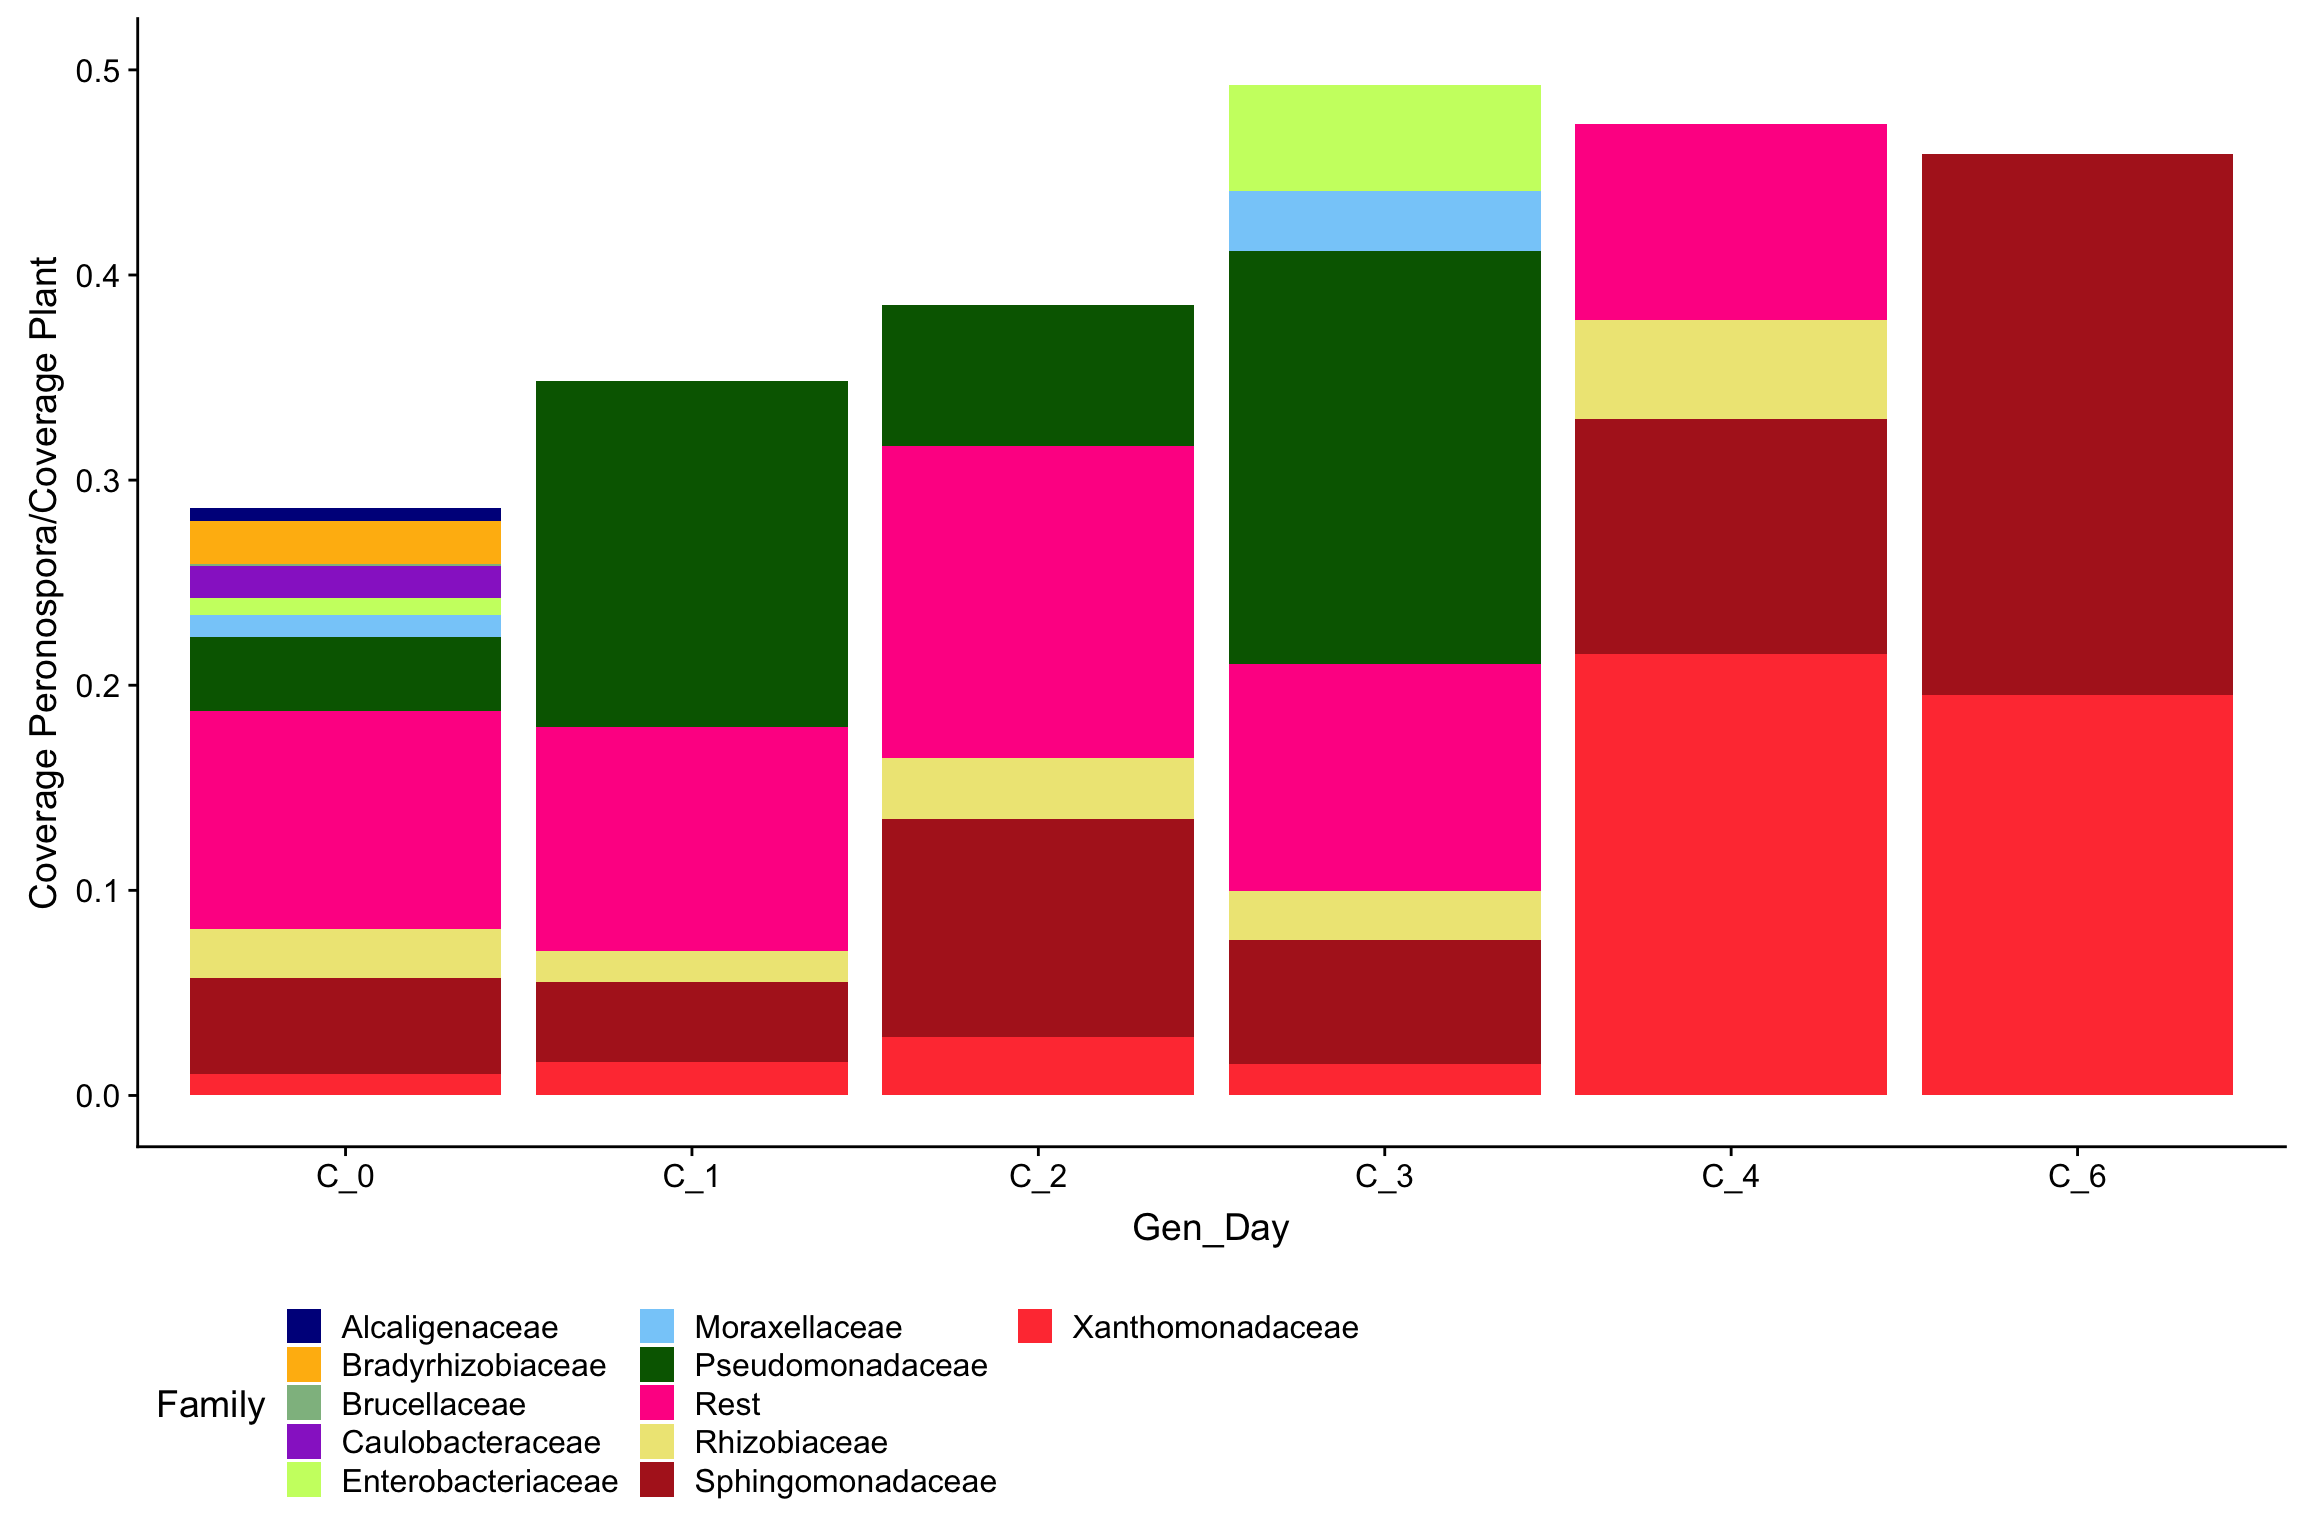 Coverage Peronospora/Coverage Plant
0.5
0.4
0.3
0.2
0.1
0.0
C_0
C_1
C_2
C_3
C_4
C_6
Gen_Day
Family
Alcaligenaceae
Bradyrhizobiaceae
Brucellaceae
Caulobacteraceae
Enterobacteriaceae
Moraxellaceae
Pseudomonadaceae
Rest
Rhizobiaceae
Sphingomonadaceae
Xanthomonadaceae